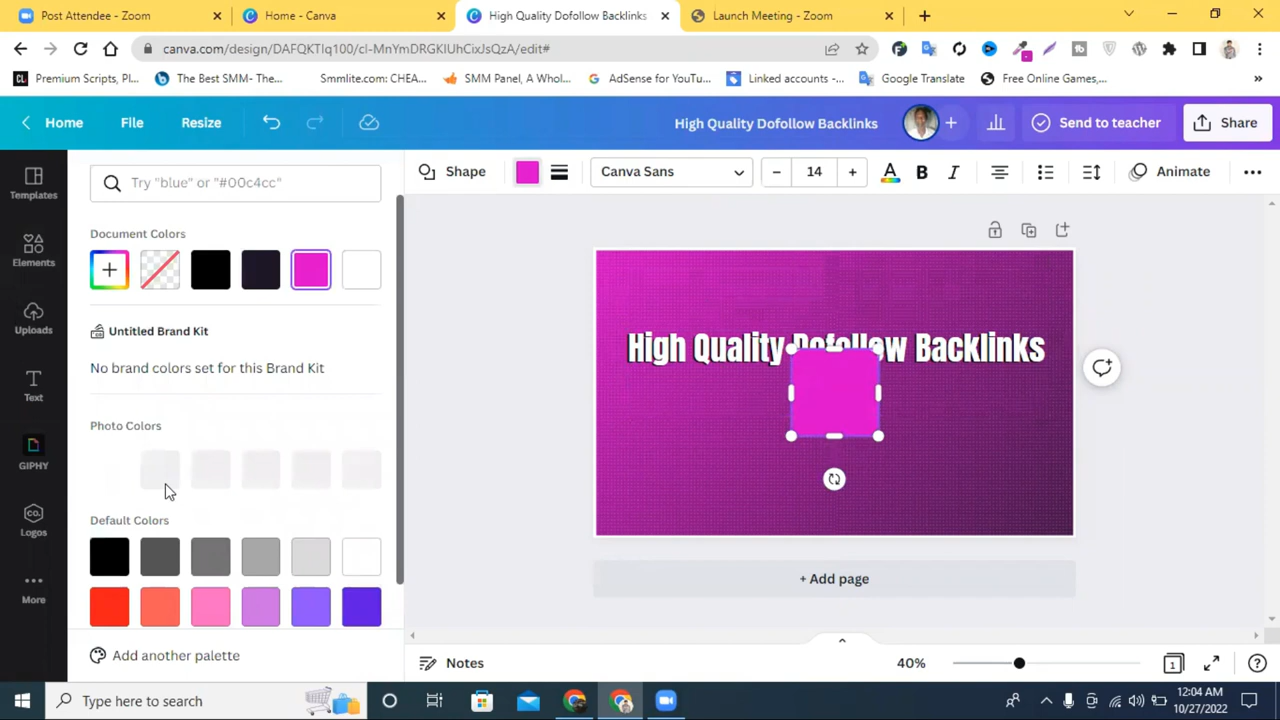 Post Attendee - Zoom
Home - Canva
High Quality Dofollow Backlinks
Launch Meeting - Zoom
canva.com/design/DAFQKTIq100/cl-MnYmDRGKIUhCixJsQzA/edit#
Premium Scripts, Pl...
The Best SMM- The...
Smmlite.com: CHEA...
SMM Panel, A Whol...
AdSense for YouTu...
Linked accounts -...
Google Translate
Free Online Games,...
Home
File
Resize
High Quality Dofollow Backlinks
Send to teacher
Share
Templates
Elements
Uploads
Text
GIPHY
Logos
More
Try "blue" or "#00c4cc"
Shape
Canva Sans
14
A
B
I
Animate
Document Colors
Untitled Brand Kit
No brand colors set for this Brand Kit
Photo Colors
Default Colors
Add another palette
High Quality Dofollow Backlinks
+ Add page
Notes
40%
1
Type here to search
12:04 AM
10/27/2022